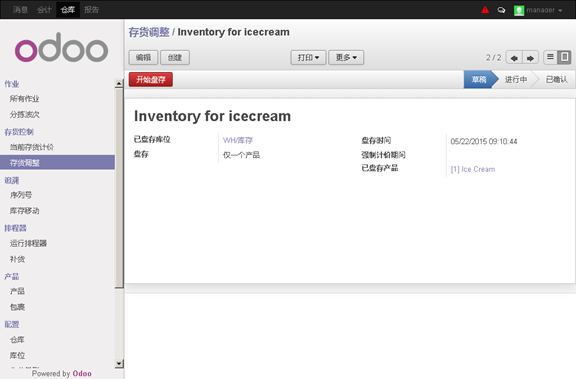 消息 会计 仓库 报告 manager
odoo
作业
所有作业
分拣波次
存货控制
当前存货计价
存货调整
追溯
序列号
库存移动
排程器
运行排程器
补货
产品
产品
包裹
配置
仓库
库位
Powered by Odoo
存货调整 / Inventory for icecream
编辑 创建 打印 更多 2 / 2
开始盘存 草稿 进行中 已确认
Inventory for icecream
已盘存库位 WH/库存 盘存时间 05/22/2015 09:10:44
盘存 仅一个产品 强制计价期间
已盘存产品 [1] Ice Cream